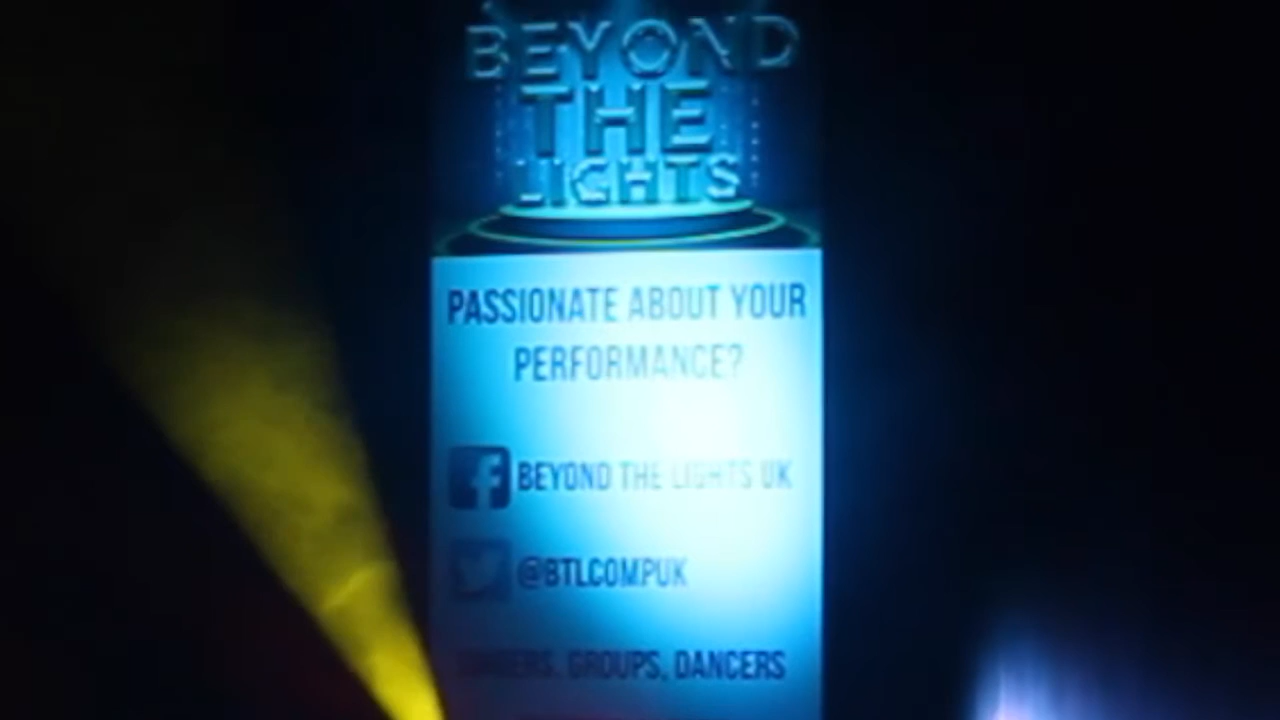 BEYOND
THE
LIGHTS
PASSIONATE ABOUT YOUR
PERFORMANCE?
BEYOND THE LIGHTS UK
@BTLCOMPUK
GROUPS, DANCERS